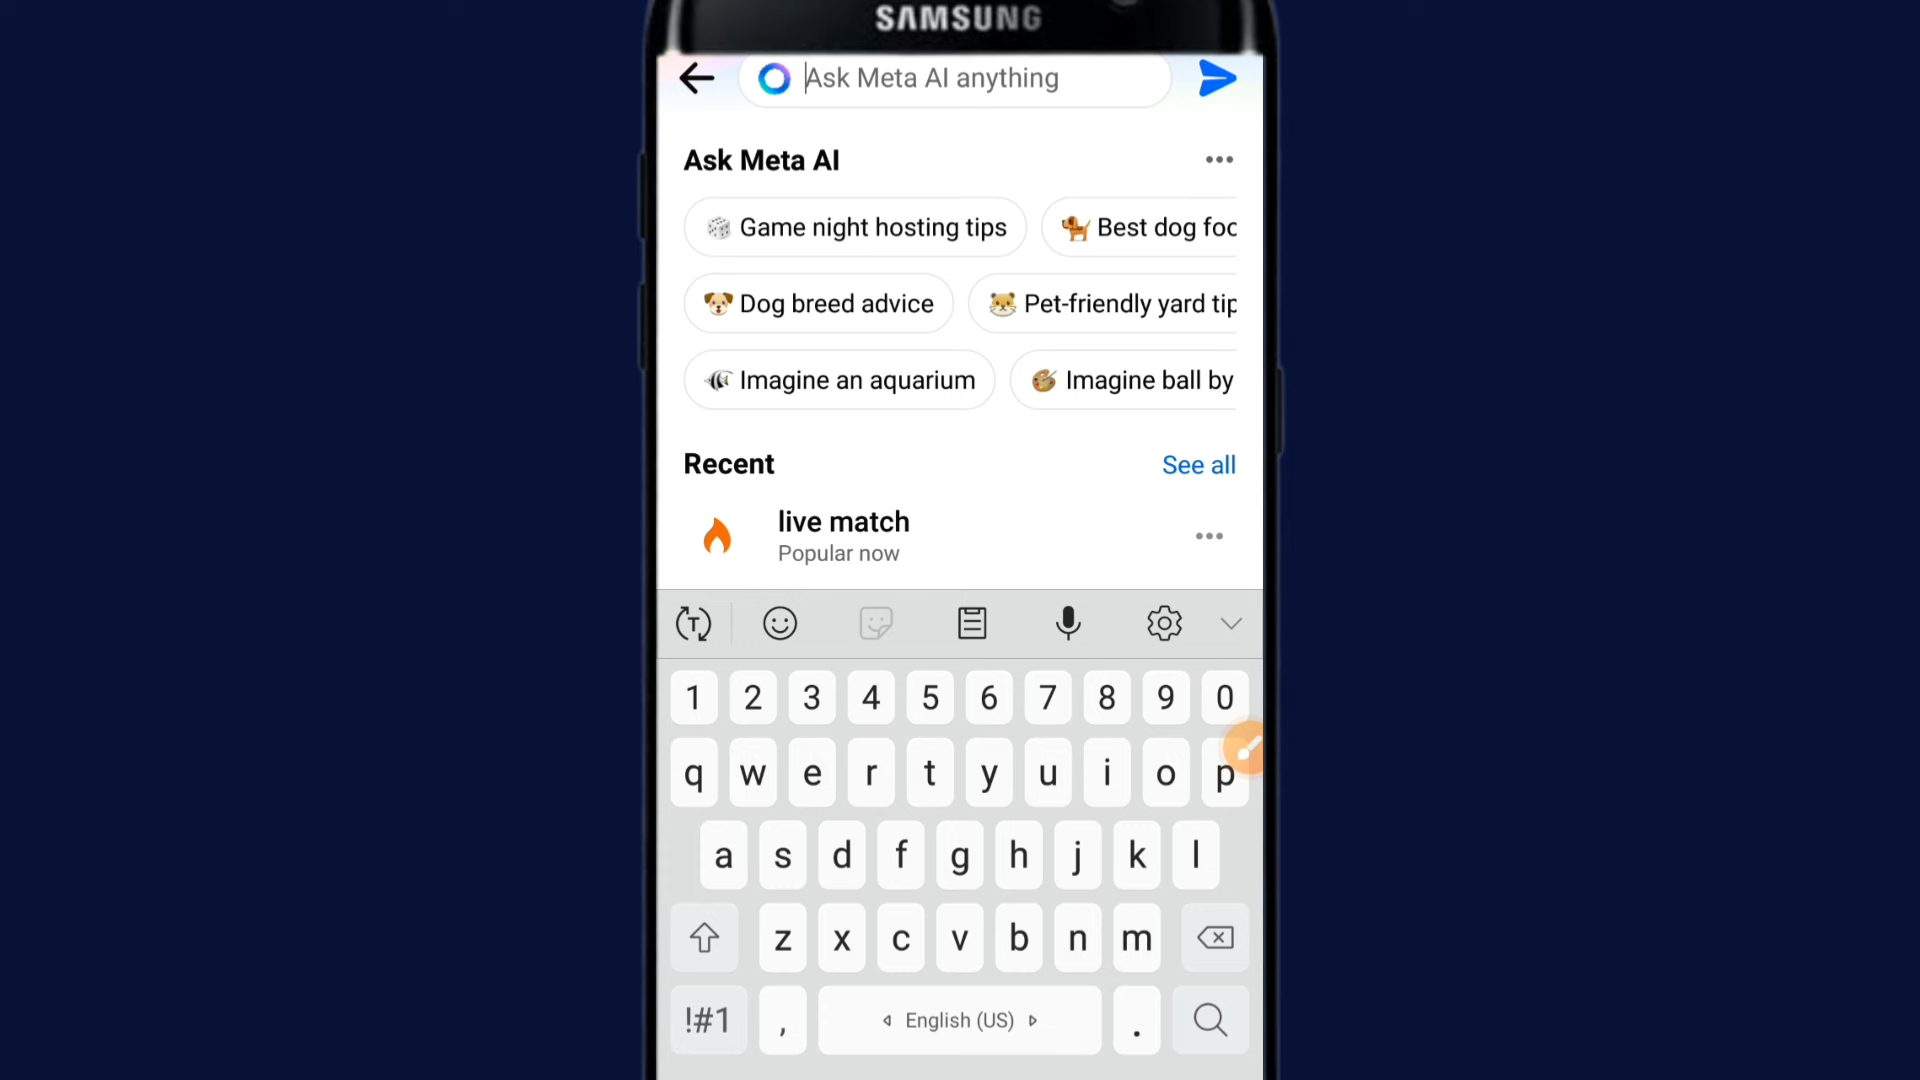 SAMSUNG
Ask Meta AI anything
Ask Meta AI
Game night hosting tips
Best dog foo
Dog breed advice
Pet-friendly yard tip
Imagine an aquarium
Imagine ball by
Recent
See all
live match
Popular now
T
1 2 3 4 5 6 7 8 9 0
q w e r t y u i o p
a s d f g h j k l
z x c v b n m
!#1 , English (US) .